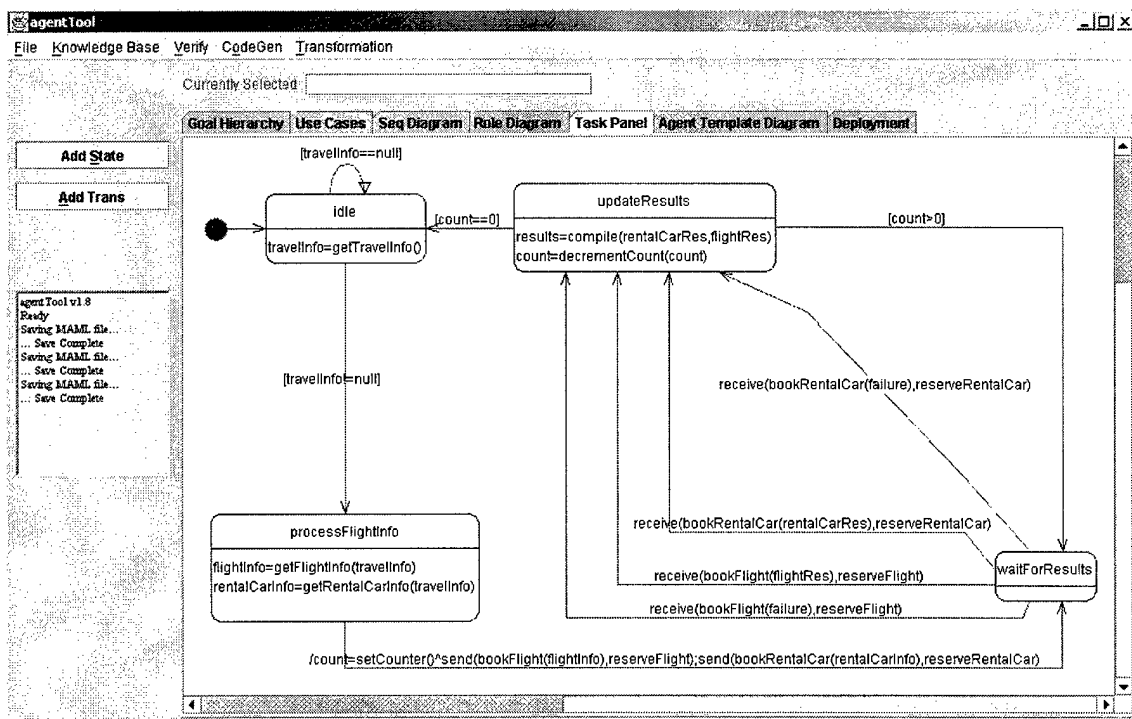 agentTool
File Knowledge Base Verify CodeGen Transformation
Currently Selected
Goal Hierarchy Use Cases Seq Diagram Role Diagram Task Panel Agent Template Diagram Deployment
Add State
Add Trans
agentTool v1.8
Ready
Saving MAML file...
... Save Complete
Saving MAML file...
... Save Complete
Saving MAML file...
... Save Complete
[travelInfo==null]
idle
travelInfo=getTravelInfo()
[count==0]
updateResults
results=compile(rentalCarRes,flightRes)
count=decrementCount(count)
[count>0]
[travelInfo!=null]
receive(bookRentalCar(failure),reserveRentalCar)
processFlightInfo
flightInfo=getFlightInfo(travelInfo)
rentalCarInfo=getRentalCarInfo(travelInfo)
receive(bookRentalCar(rentalCarRes),reserveRentalCar)
waitForResults
receive(bookFlight(flightRes),reserveFlight)
receive(bookFlight(failure),reserveFlight)
/count=setCounter()^send(bookFlight(flightInfo),reserveFlight);send(bookRentalCar(rentalCarInfo),reserveRentalCar)